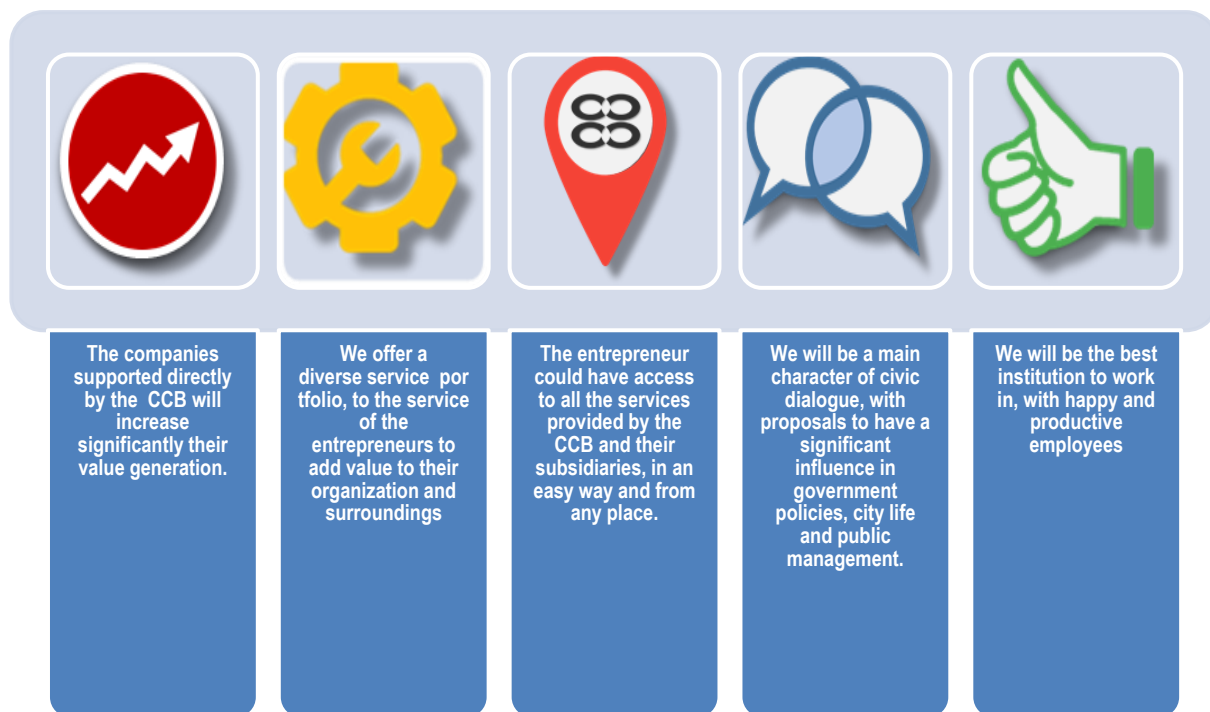 The companies
supported directly
by the  CCB will
increase
significantly their
value generation.
We offer a
diverse service  por
tfolio, to the service
of the
entrepreneurs to
add value to their
organization and
surroundings
The entrepreneur
could have access
to all the services
provided by the
CCB and their
subsidiaries, in an
easy way and from
any place.
We will be a main
character of civic
dialogue, with
proposals to have a
significant
influence in
government
policies, city life
and public
management.
We will be the best
institution to work
in, with happy and
productive
employees